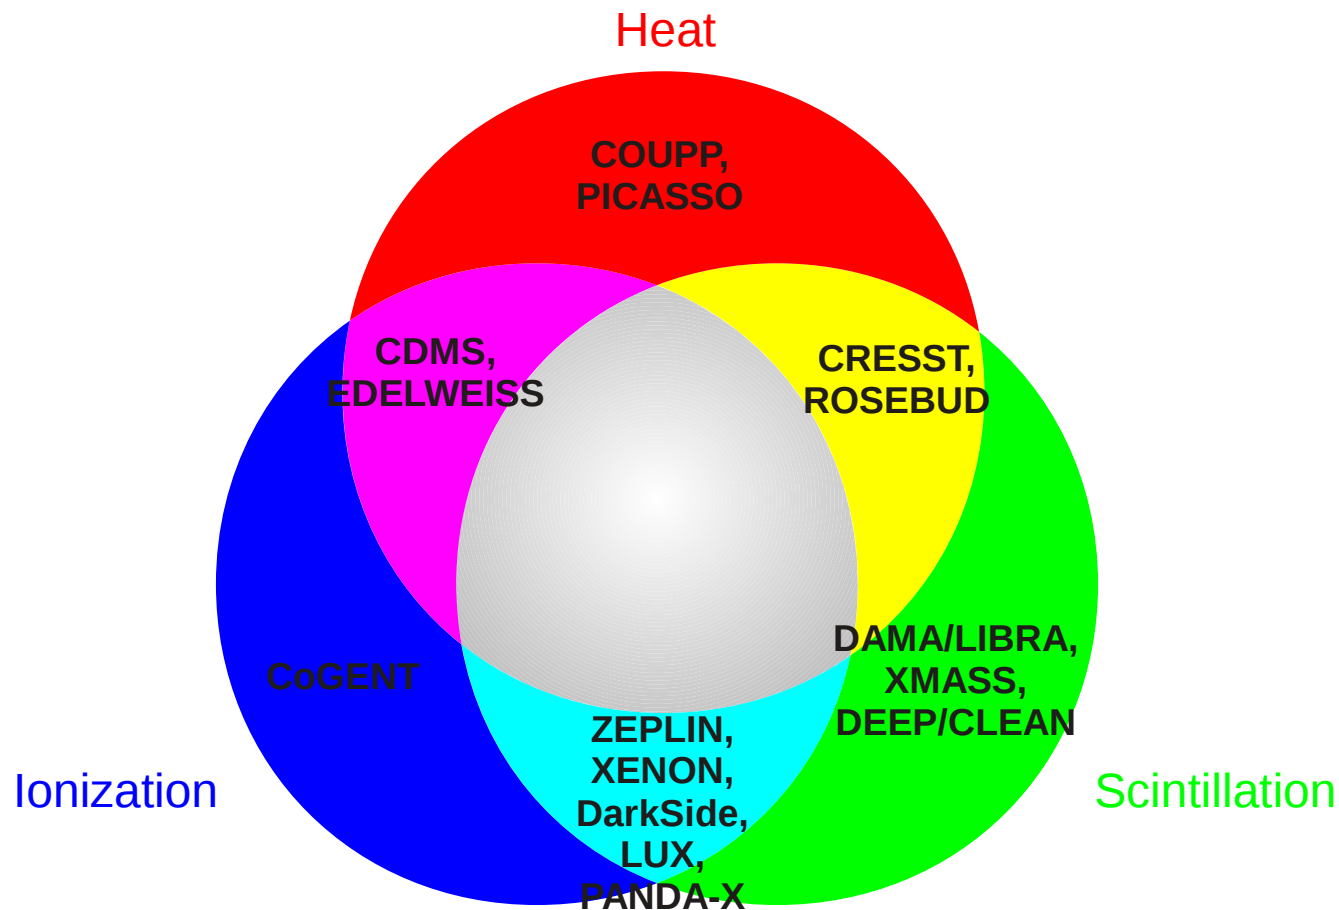 Heat
COUPP,
PICASSO
CDMS,
EDELWEISS
CRESST,
ROSEBUD
CoGENT
DAMA/LIBRA,
XMASS,
DEEP/CLEAN
ZEPLIN,
XENON,
DarkSide,
LUX,
PANDA-X
Ionization
Scintillation